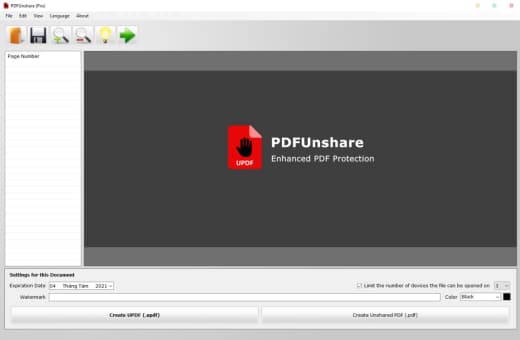 PDFUnshare (Pro)
File Edit View Language About
Page Number
UPDF
PDFUnshare
Enhanced PDF Protection
Settings for this Document
Expiration Date 04 Tháng Tám 2021
Limit the number of devices the file can be opened on 1
Watermark
Color Black
Create UPDF (.updf)
Create Unshared PDF (.pdf)